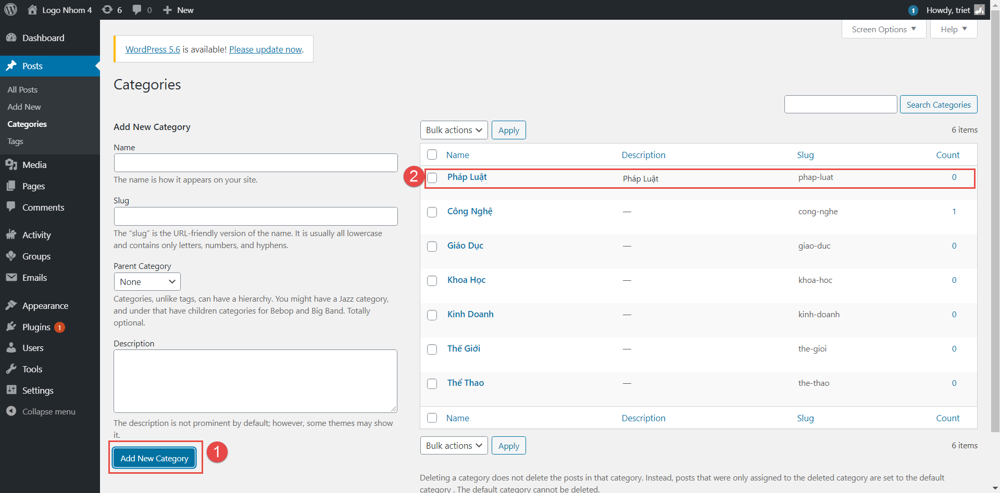 Logo Nhom 4 6 0 New 1 Howdy, triet
Screen Options Help
Dashboard
Posts
All Posts
Add New
Categories
Tags
Media
Pages
Comments
Activity
Groups
Emails
Appearance
Plugins 1
Users
Tools
Settings
Collapse menu
WordPress 5.6 is available! Please update now.
Categories
Search Categories
Add New Category
Name
The name is how it appears on your site.
Slug
The “slug” is the URL-friendly version of the name. It is usually all lowercase
and contains only letters, numbers, and hyphens.
Parent Category
None
Categories, unlike tags, can have a hierarchy. You might have a Jazz category,
and under that have children categories for Bebop and Big Band. Totally
optional.
Description
The description is not prominent by default; however, some themes may show
it.
Add New Category 1
Bulk actions Apply 6 items
Name Description Slug Count
2 Pháp Luật Pháp Luật phap-luat 0
Công Nghệ — cong-nghe 1
Giáo Dục — giao-duc 0
Khoa Học — khoa-hoc 0
Kinh Doanh — kinh-doanh 0
Thế Giới — the-gioi 0
Thể Thao — the-thao 0
Name Description Slug Count
Bulk actions Apply 6 items
Deleting a category does not delete the posts in that category. Instead, posts that were only assigned to the deleted category are set to the default
category . The default category cannot be deleted.